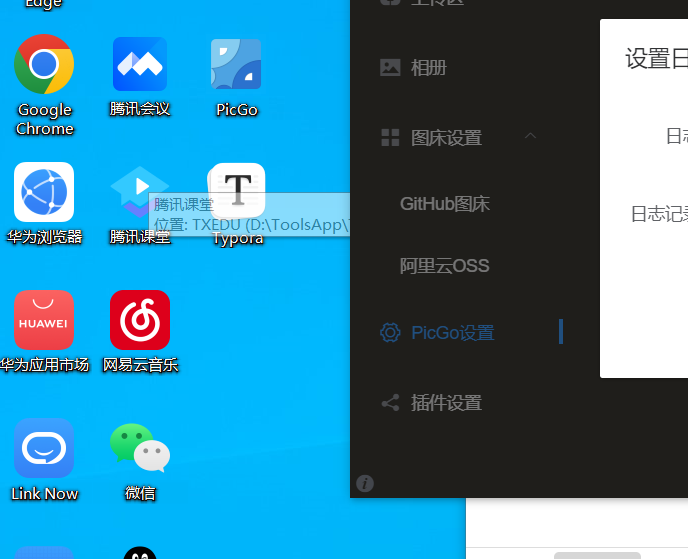 Edge
Google
Chrome
腾讯会议
PicGo
华为浏览器
腾讯课堂
Typora
腾讯课堂
位置: TXEDU (D:\ToolsApp\
HUAWEI
华为应用市场
网易云音乐
Link Now
微信
上传区
相册
图床设置
GitHub图床
阿里云OSS
PicGo设置
插件设置
设置日
日志
日志记录